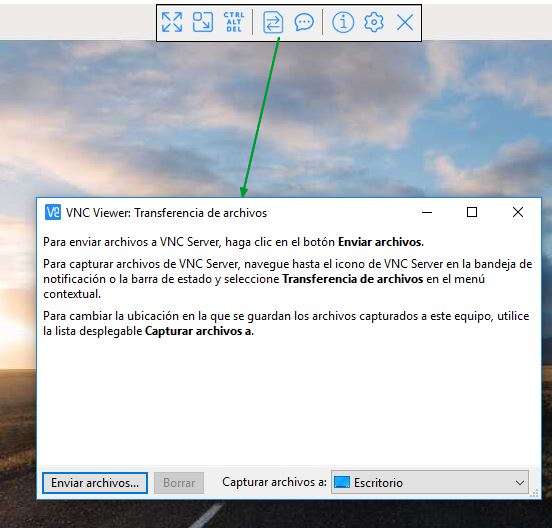 CTRL
ALT
DEL
VNC Viewer: Transferencia de archivos
Para enviar archivos a VNC Server, haga clic en el botón Enviar archivos.
Para capturar archivos de VNC Server, navegue hasta el icono de VNC Server en la bandeja de
notificación o la barra de estado y seleccione Transferencia de archivos en el menú
contextual.
Para cambiar la ubicación en la que se guardan los archivos capturados a este equipo, utilice
la lista desplegable Capturar archivos a.
Enviar archivos... Borrar Capturar archivos a: Escritorio